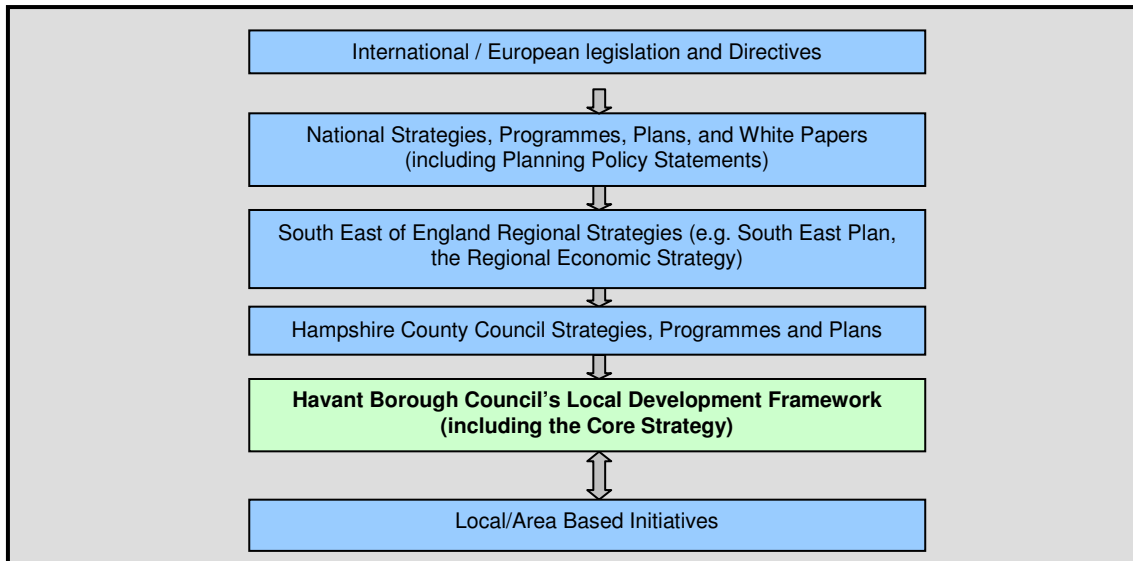 International / European legislation and Directives
National Strategies, Programmes, Plans, and White Papers
(including Planning Policy Statements)
South East of England Regional Strategies (e.g. South East Plan,
the Regional Economic Strategy)
Hampshire County Council Strategies, Programmes and Plans
Havant Borough Council’s Local Development Framework
(including the Core Strategy)
Local/Area Based Initiatives